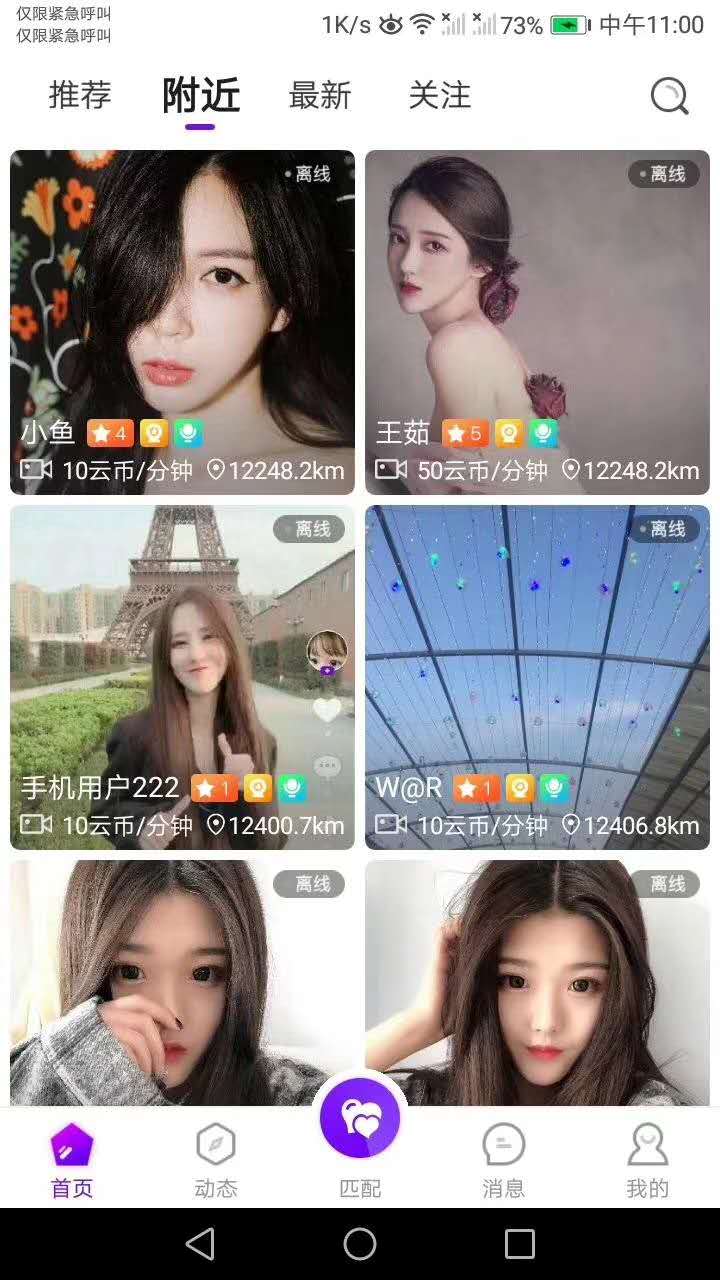 仅限紧急呼叫
仅限紧急呼叫
1K/s 73% 中午11:00
推荐 附近 最新 关注
离线 离线
小鱼 4 王茹 5
10云币/分钟 12248.2km 50云币/分钟 12248.2km
离线 离线
手机用户222 1 W@R 1
10云币/分钟 12400.7km 10云币/分钟 12406.8km
离线 离线
首页 动态 匹配 消息 我的